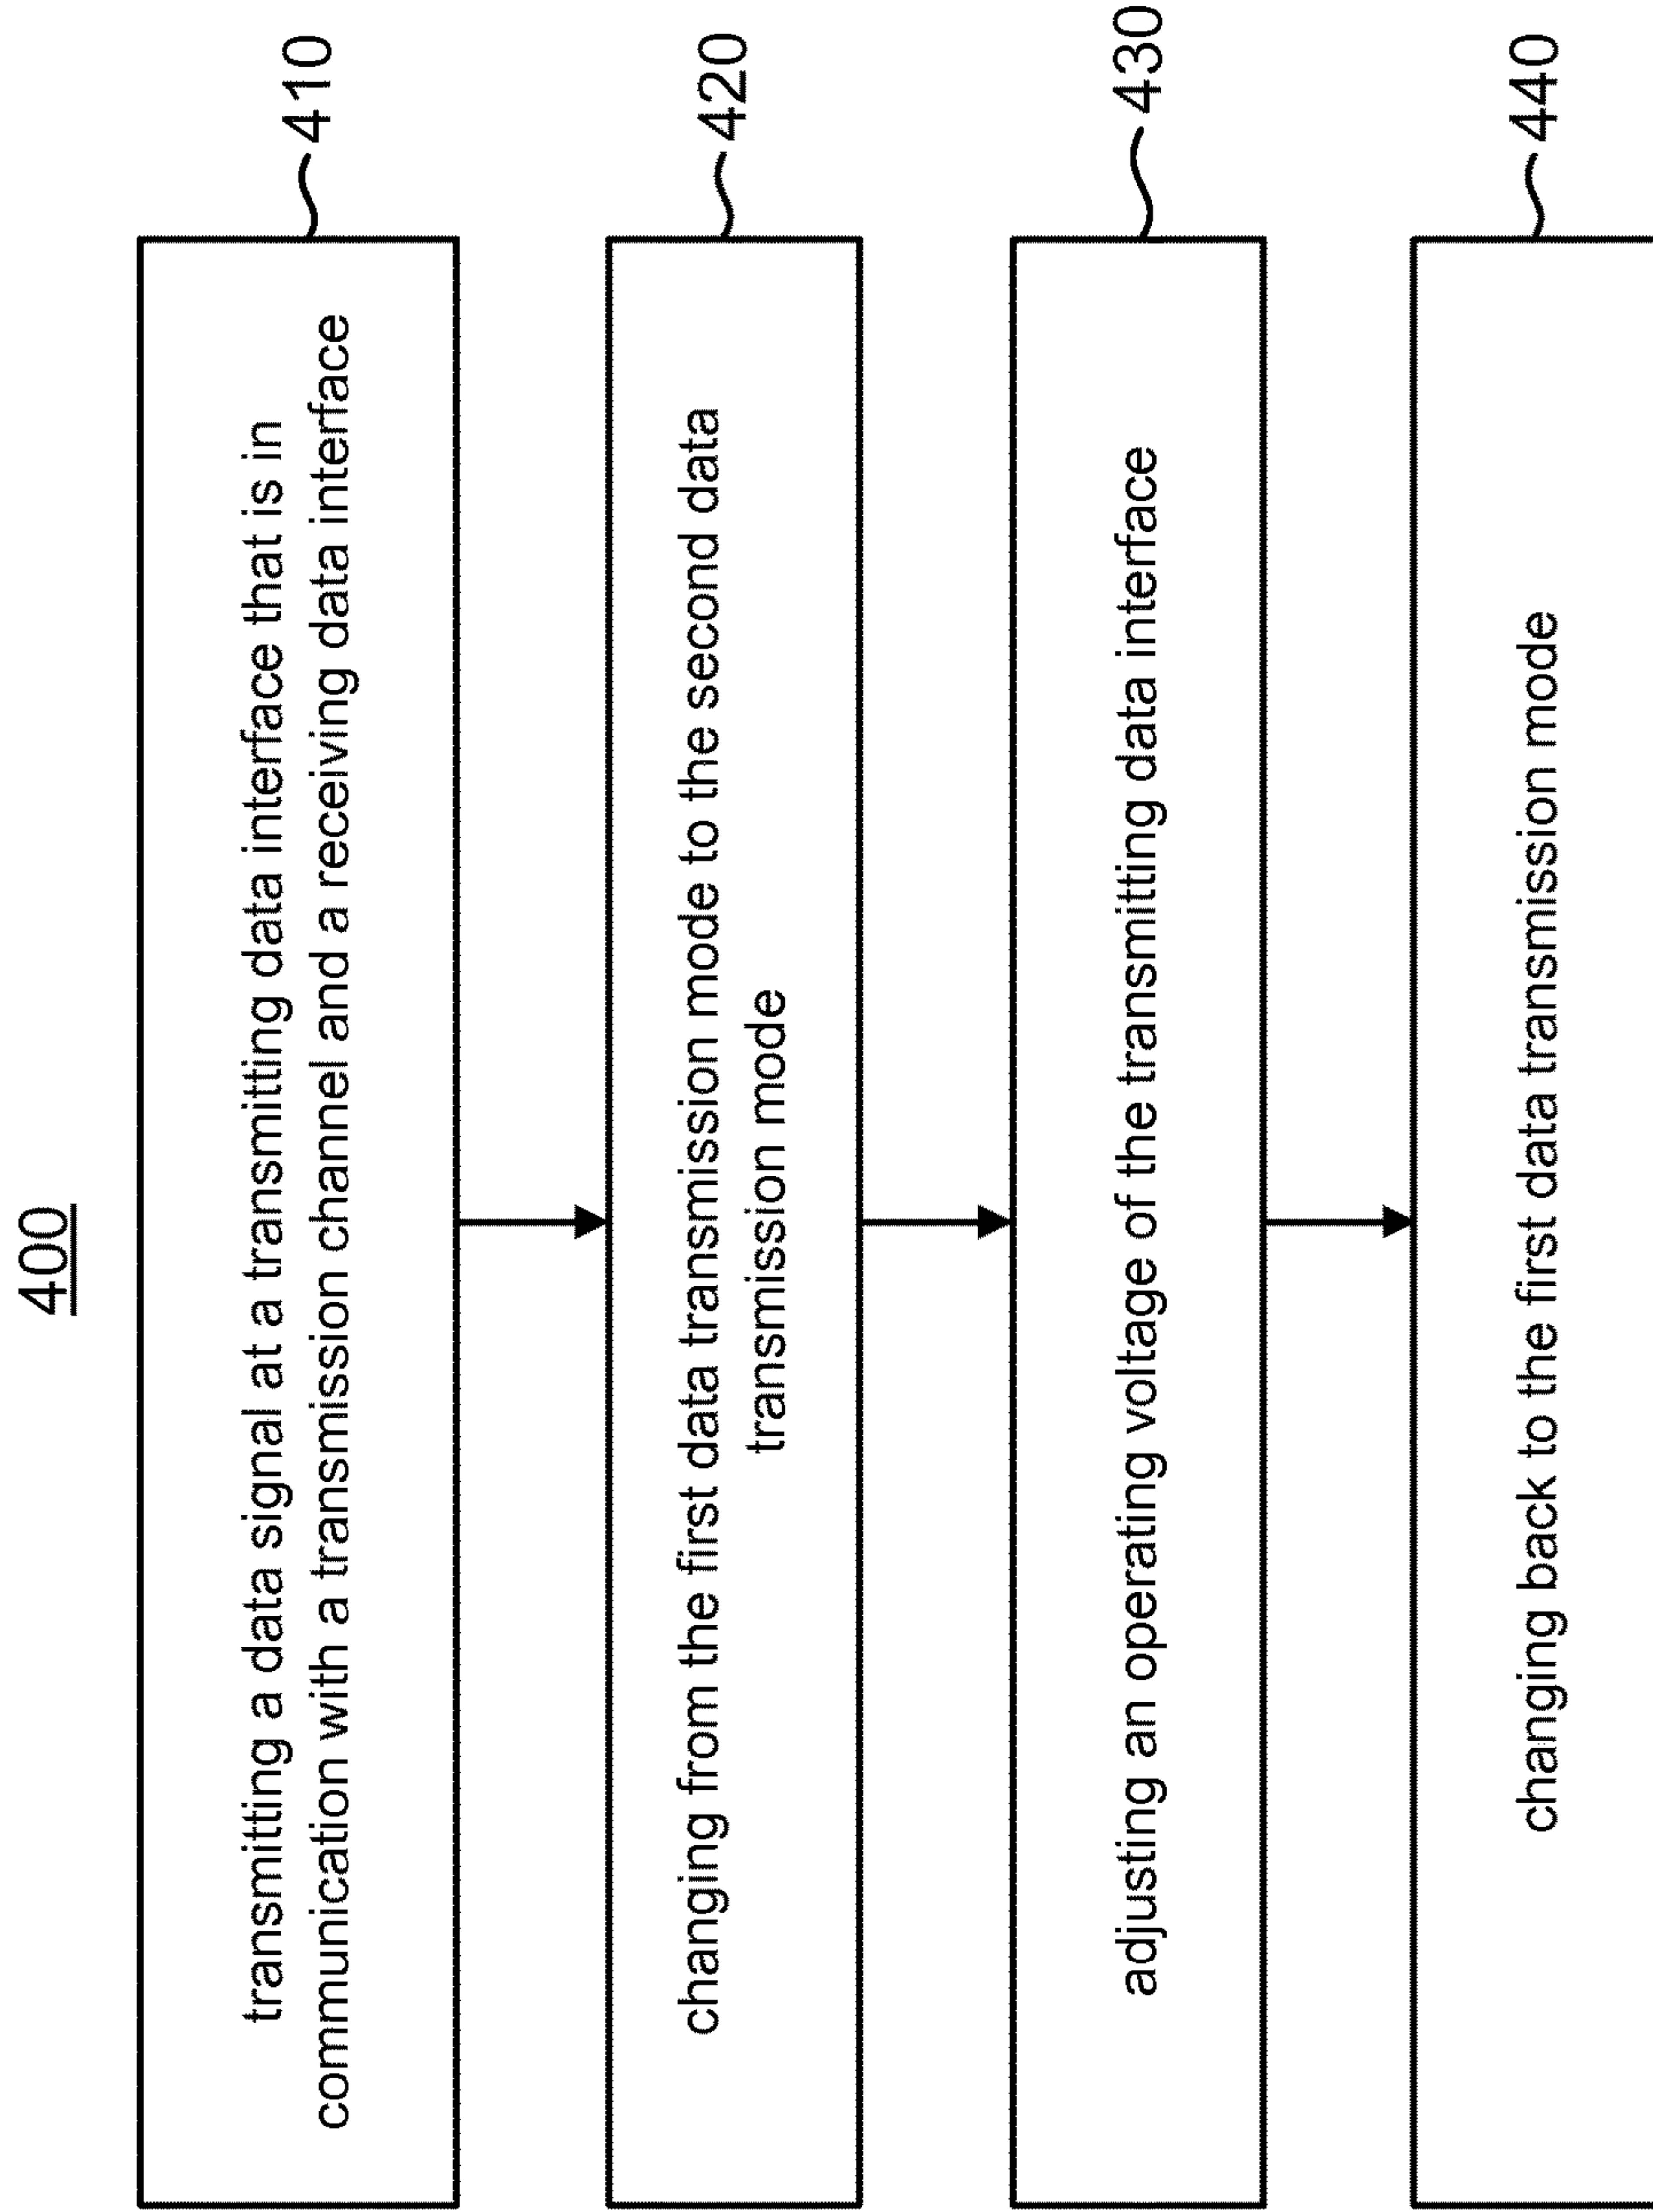 400
transmitting a data signal at a transmitting data interface that is in
communication with a transmission channel and a receiving data interface
410
changing from the first data transmission mode to the second data
transmission mode
420
adjusting an operating voltage of the transmitting data interface
430
changing back to the first data transmission mode
440